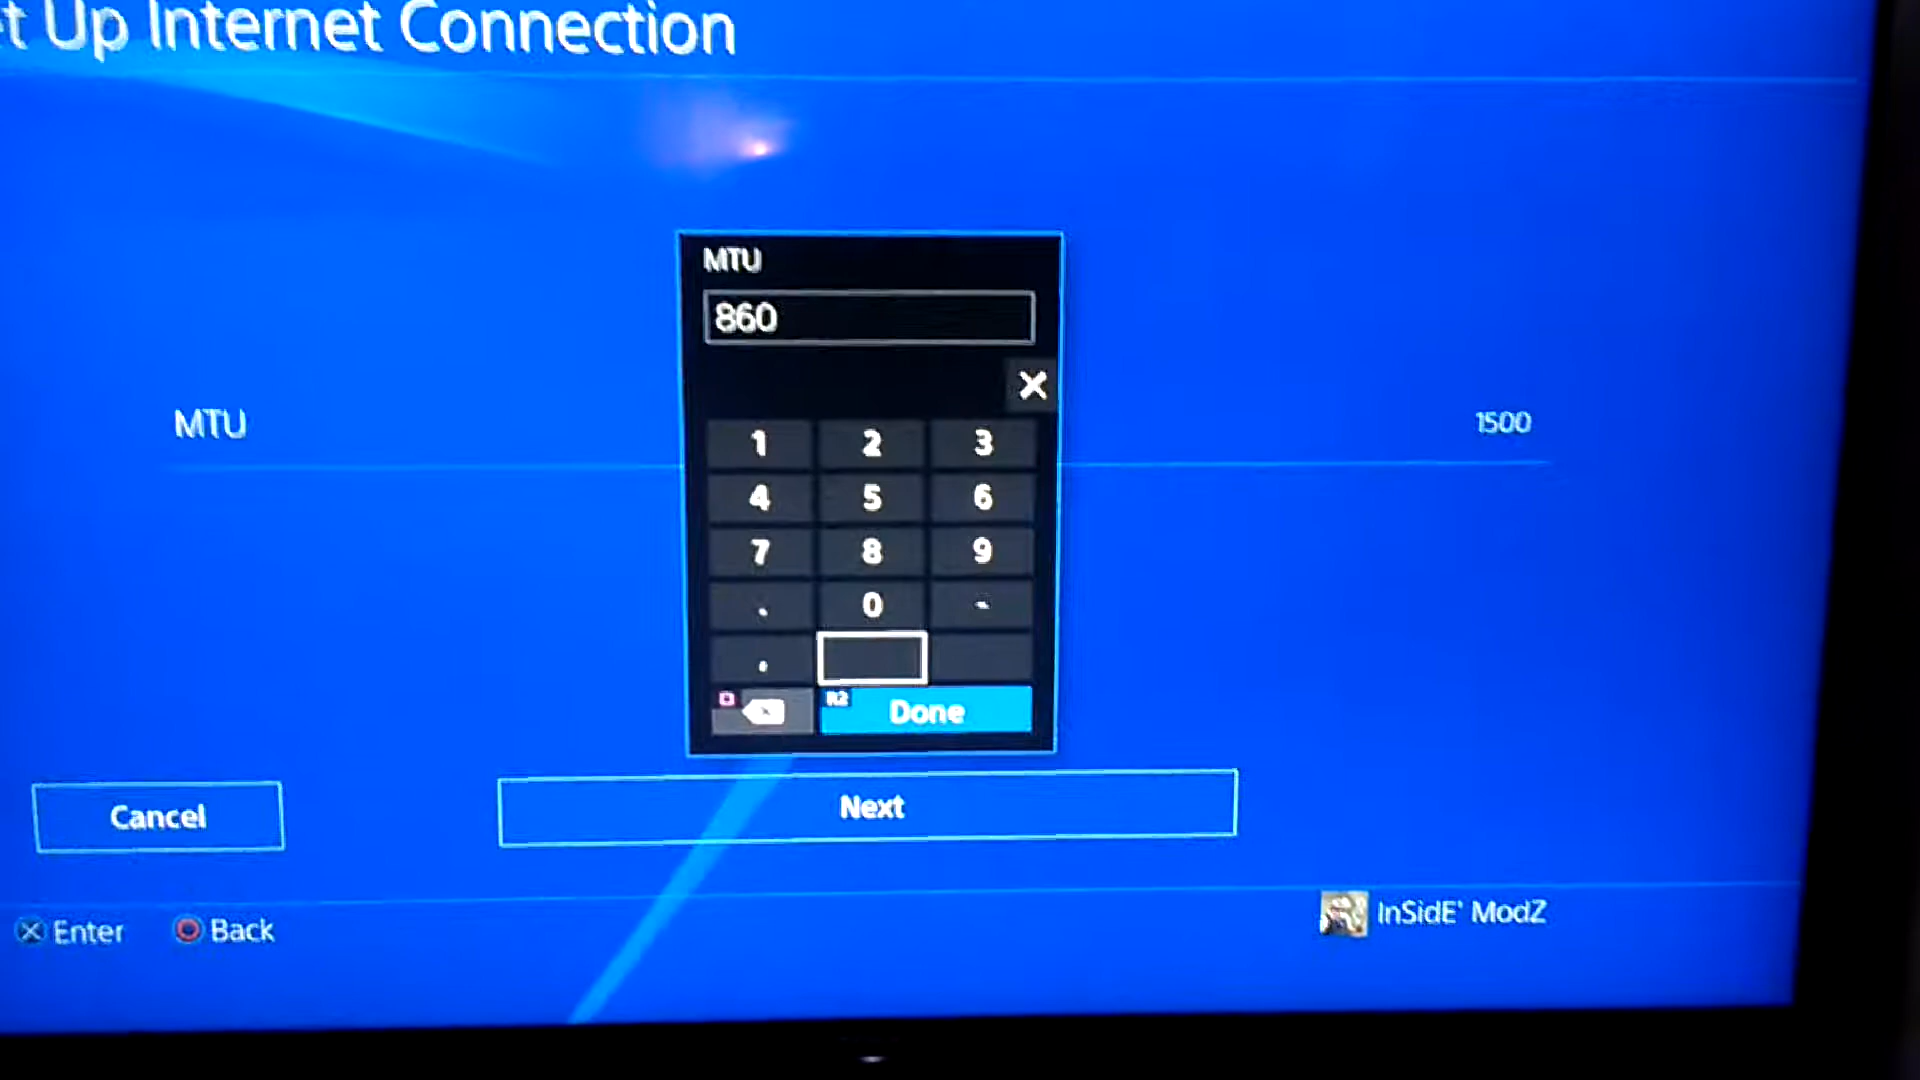 t Up Internet Connection
MTU
860
MTU
1500
1 2 3
4 5 6
7 8 9
0 -
R2 Done
Cancel
Next
Enter Back
InSidE' ModZ